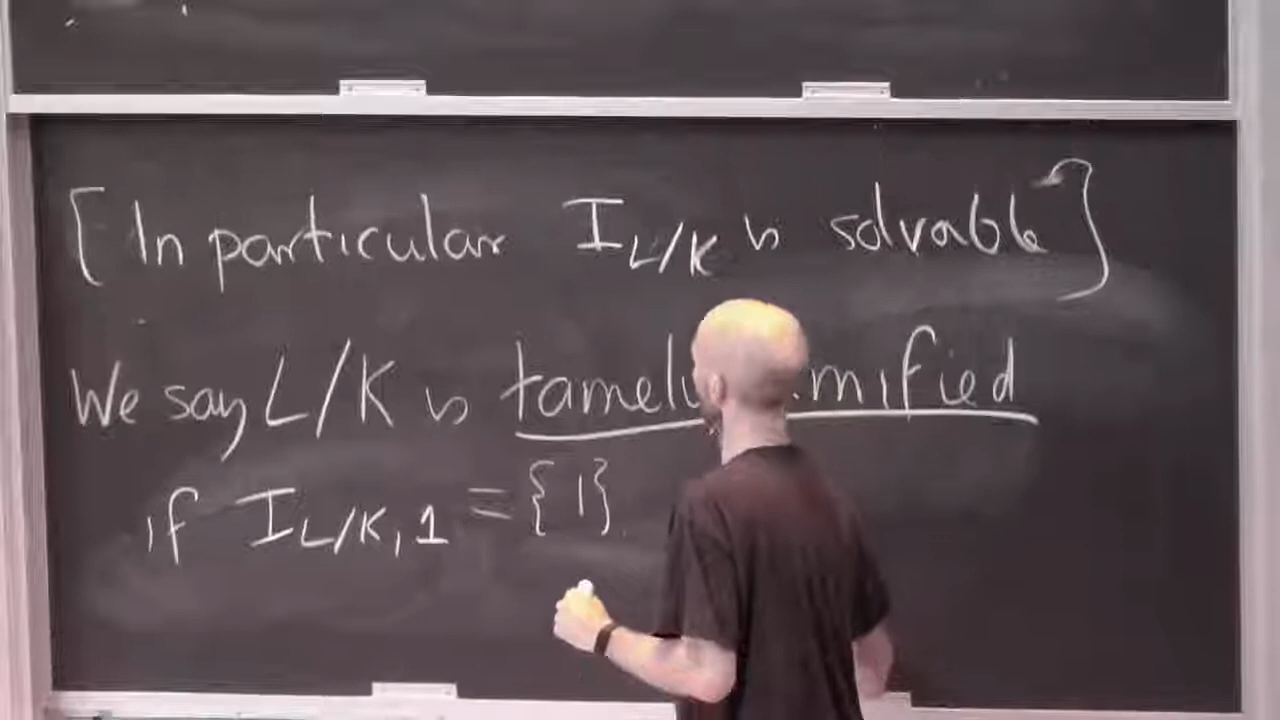 [In particular I_{L/K} is solvable]
We say L/K is tamely ramified
if I_{L/K,1} = {1}.